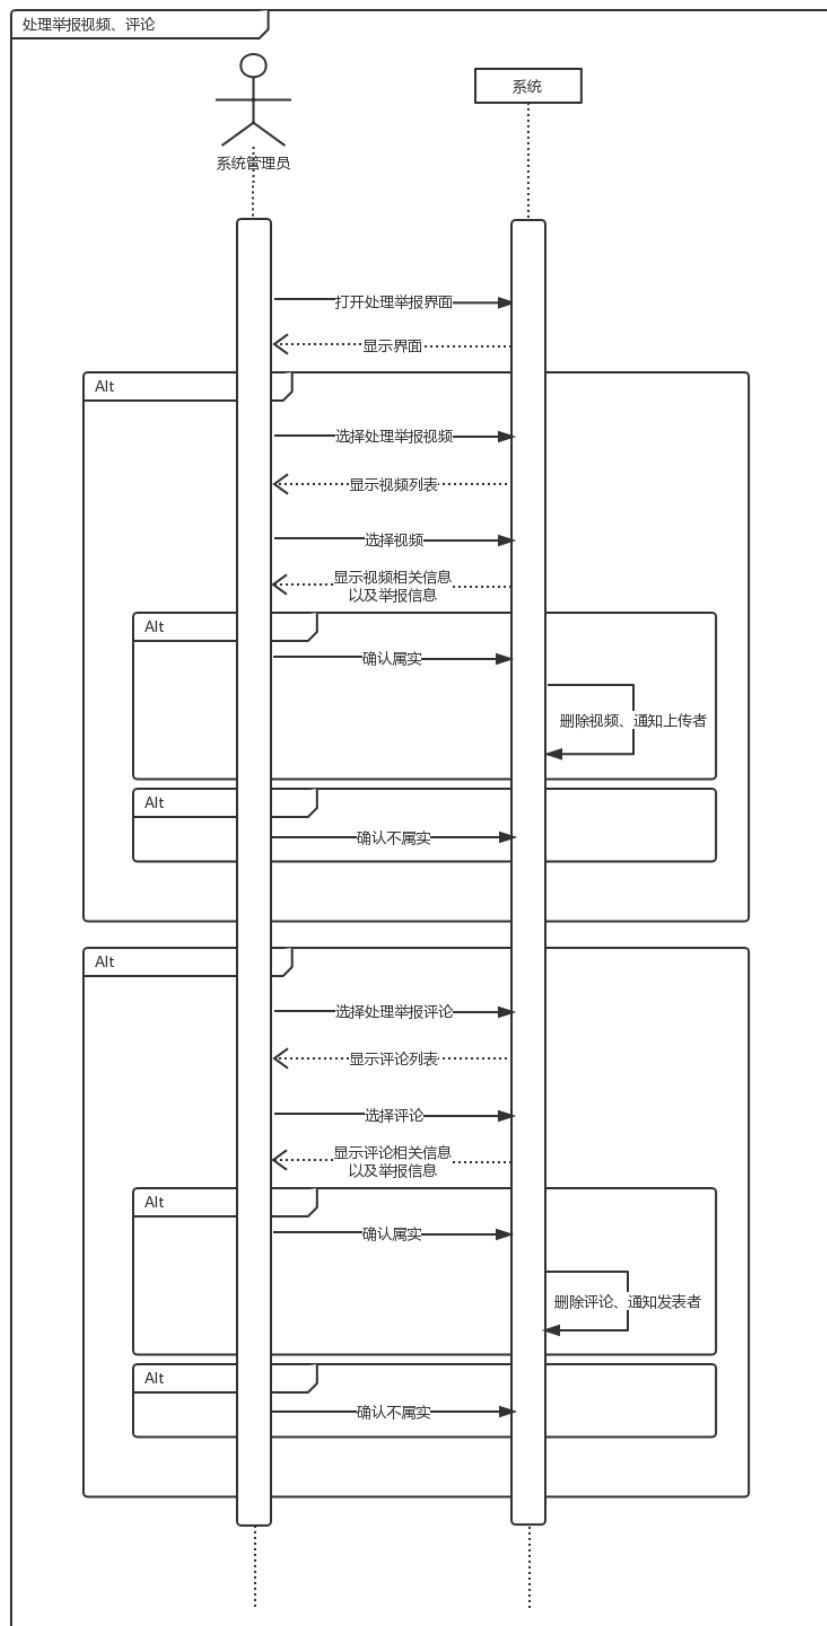 处理举报视频、评论
系统
系统管理员
打开处理举报界面
显示界面
Alt
选择处理举报视频
显示视频列表
选择视频
显示视频相关信息
以及举报信息
Alt
确认属实
删除视频、通知上传者
Alt
确认不属实
Alt
选择处理举报评论
显示评论列表
选择评论
显示评论相关信息
以及举报信息
Alt
确认属实
删除评论、通知发表者
Alt
确认不属实